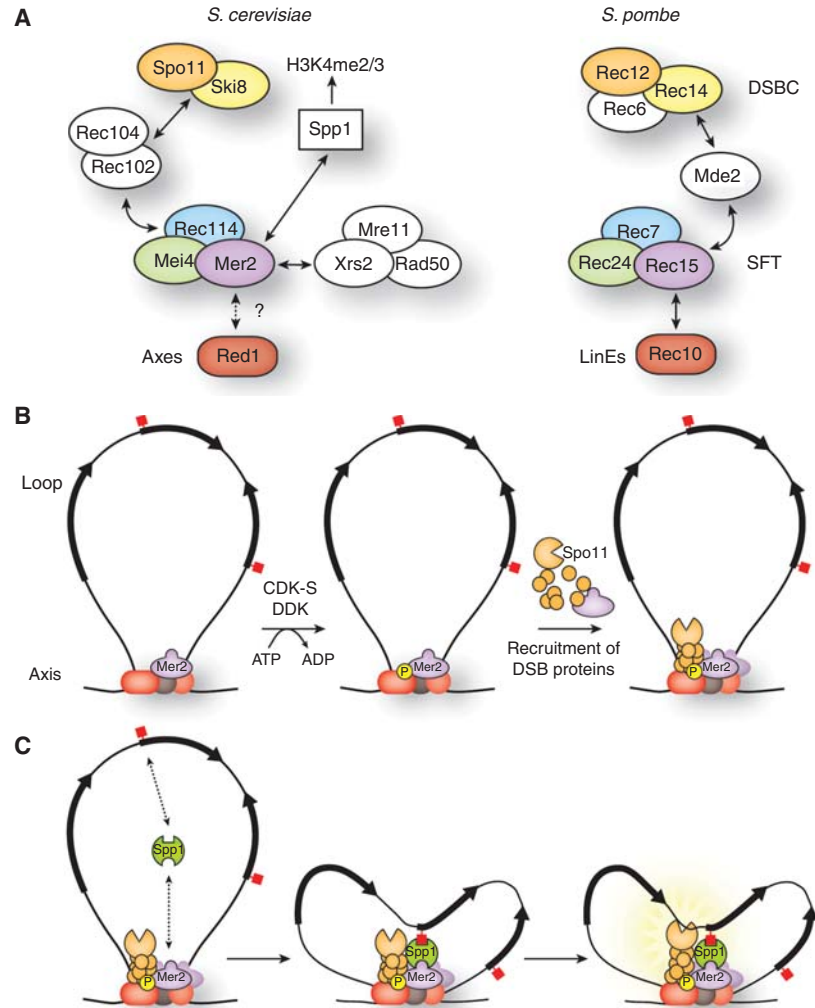 A
S. cerevisiae
S. pombe
Spo11
Ski8
H3K4me2/3
Rec104
Rec102
Spp1
Rec114
Mei4
Mer2
Mre11
Xrs2
Rad50
?
Axes
Red1
Rec12
Rec14
Rec6
DSBC
Mde2
Rec7
Rec24
Rec15
SFT
LinEs
Rec10
B
Loop
Axis
Mer2
CDK-S
DDK
ATP
ADP
P
Mer2
Spo11
Recruitment of
DSB proteins
P
Mer2
C
Spp1
P
Mer2
Spp1
P
Mer2
Spp1
P
Mer2